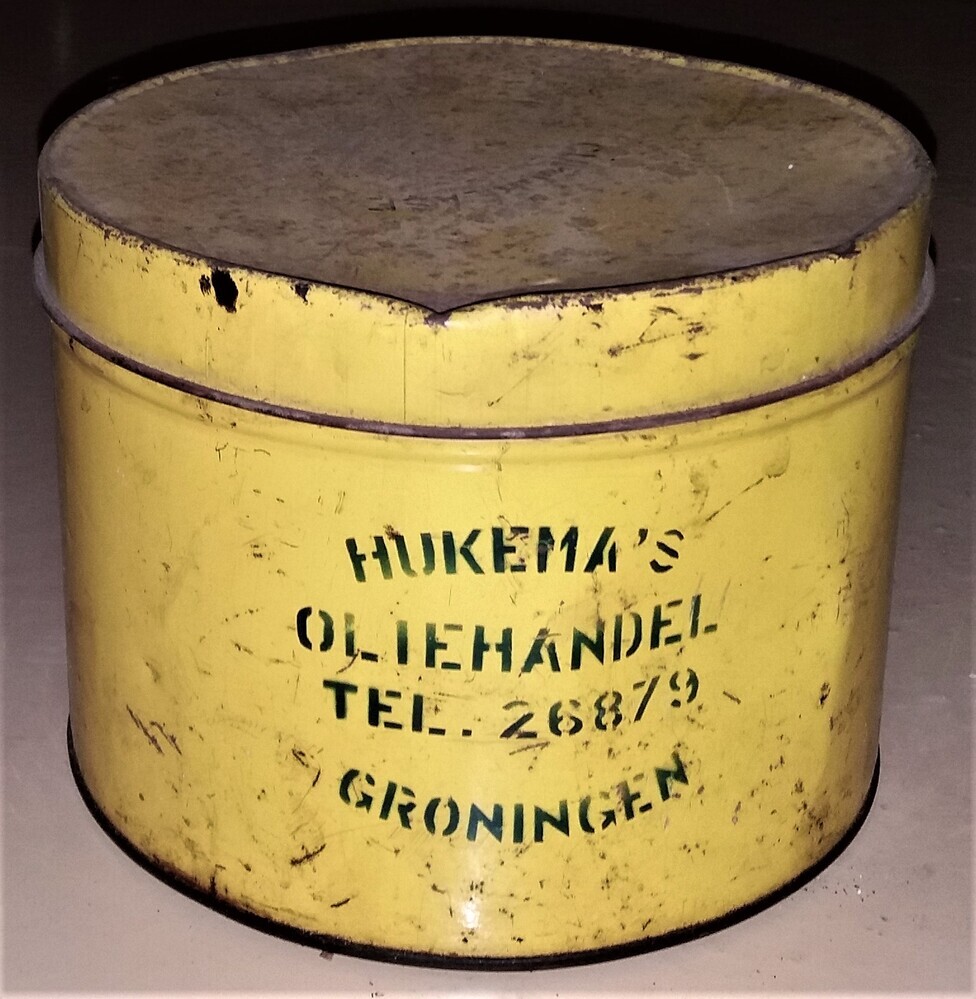 HUKEMA'S
OLIEHANDEL
TEL. 26879
GRONINGEN